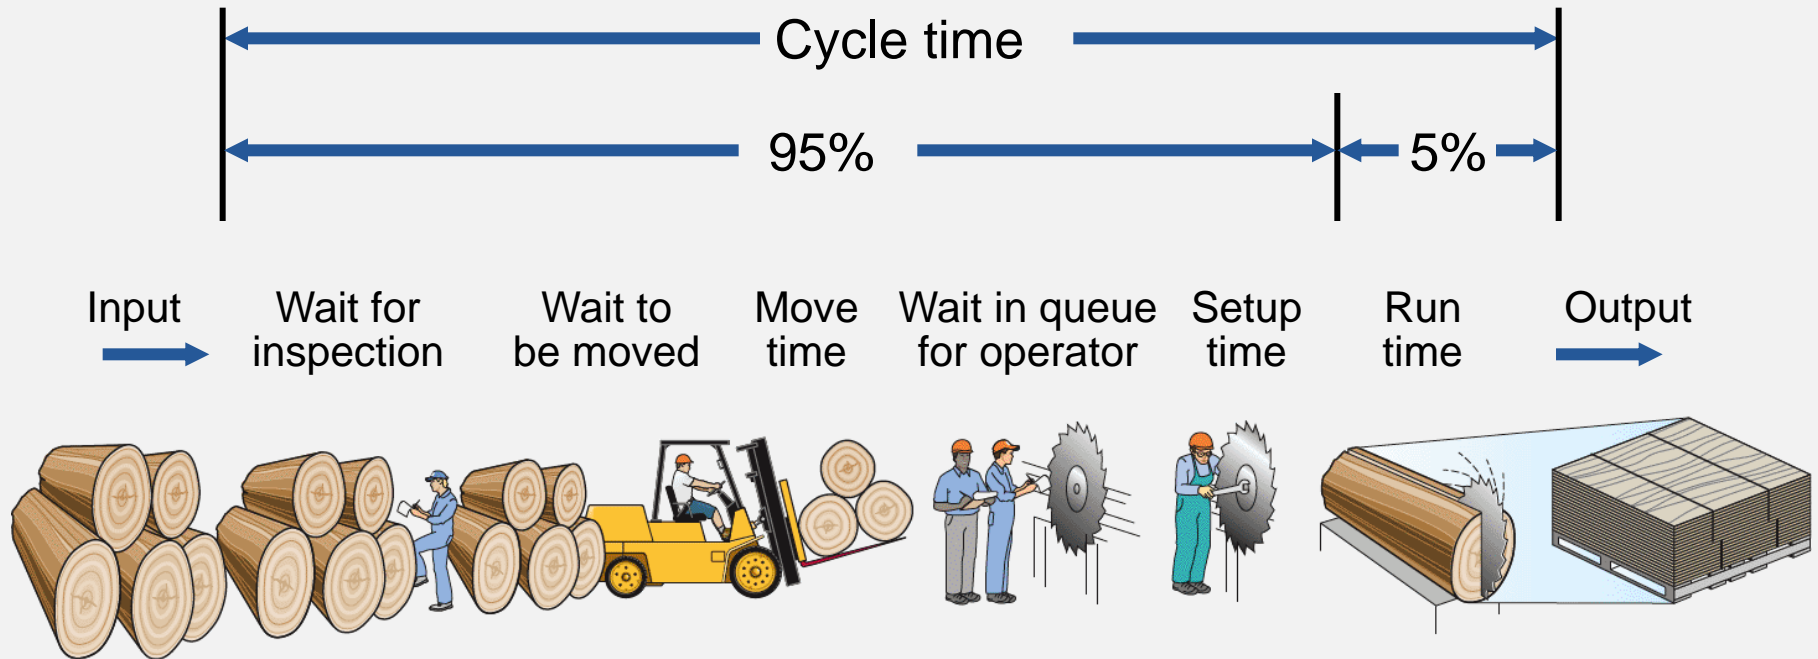 Cycle time
95%
5%
Input
Wait for
inspection
Wait to
be moved
Move
time
Wait in queue
for operator
Setup
time
Run
time
Output